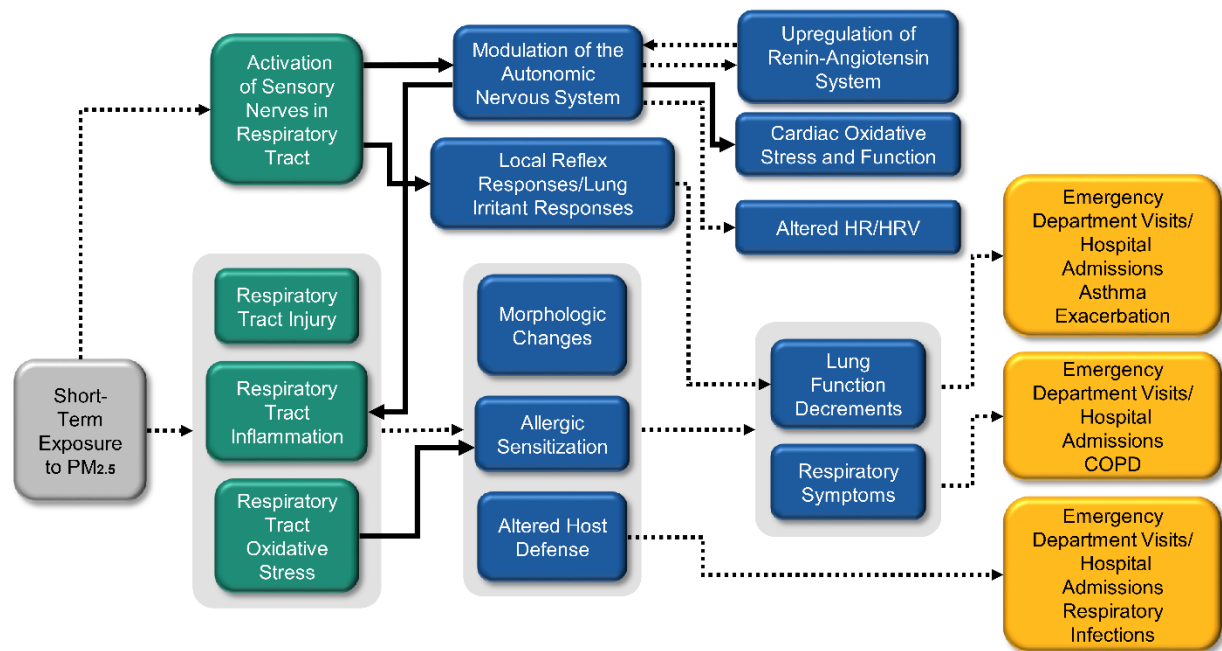 Short-
Term
Exposure
to PM2.5
Activation
of Sensory
Nerves in
Respiratory
Tract
Respiratory
Tract Injury
Respiratory
Tract
Inflammation
Respiratory
Tract
Oxidative
Stress
Modulation of the
Autonomic
Nervous System
Local Reflex
Responses/Lung
Irritant Responses
Morphologic
Changes
Allergic
Sensitization
Altered Host
Defense
Upregulation of
Renin-Angiotensin
System
Cardiac Oxidative
Stress and Function
Altered HR/HRV
Lung
Function
Decrements
Respiratory
Symptoms
Emergency
Department Visits/
Hospital
Admissions
Asthma
Exacerbation
Emergency
Department Visits/
Hospital
Admissions
COPD
Emergency
Department Visits/
Hospital
Admissions
Respiratory
Infections